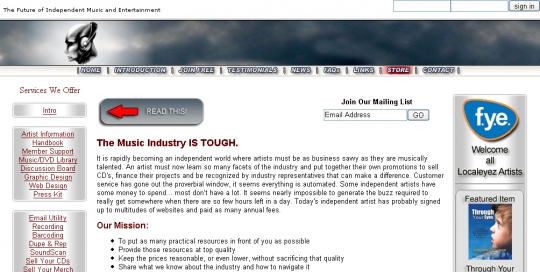 The Future of Independent Music and Entertainment
sign in
HOME | INTRODUCTION | JOIN FREE | TESTIMONIALS | NEWS | FAQs | LINKS | STORE | CONTACT |
Services We Offer
Intro
Artist Information
Handbook
Member Support
Music/DVD Library
Discussion Board
Graphic Design
Web Design
Press Kit
Email Utility
Recording
Barcoding
Dupe & Rep
SoundScan
Sell Your CDs
Sell Your Merch
READ THIS!
Join Our Mailing List
Email Address
GO
The Music Industry IS TOUGH.
It is rapidly becoming an independent world where artists must be as business savvy as they are musically
talented. An artist must now learn so many facets of the industry and put together their own promotions to sell
CD's, finance their projects and be recognized by industry representatives that can make a difference. Customer
service has gone out the proverbial window, it seems everything is automated. Some independent artists have
some money to spend... most don't have a lot. It seems nearly impossible to generate the buzz required to
really get somewhere when there are so few hours left in a day. Today's independent artist has probably signed
up to multitudes of websites and paid as many annual fees.
Our Mission:
To put as many practical resources in front of you as possible
Provide those resources at top quality
Keep the prices reasonable, or even lower, without sacrificing that quality
Share what we know about the industry and how to navigate it
f.y.e.
Welcome
all
Localeyez Artists
Featured Item
Through
Your Eyes
Through Your